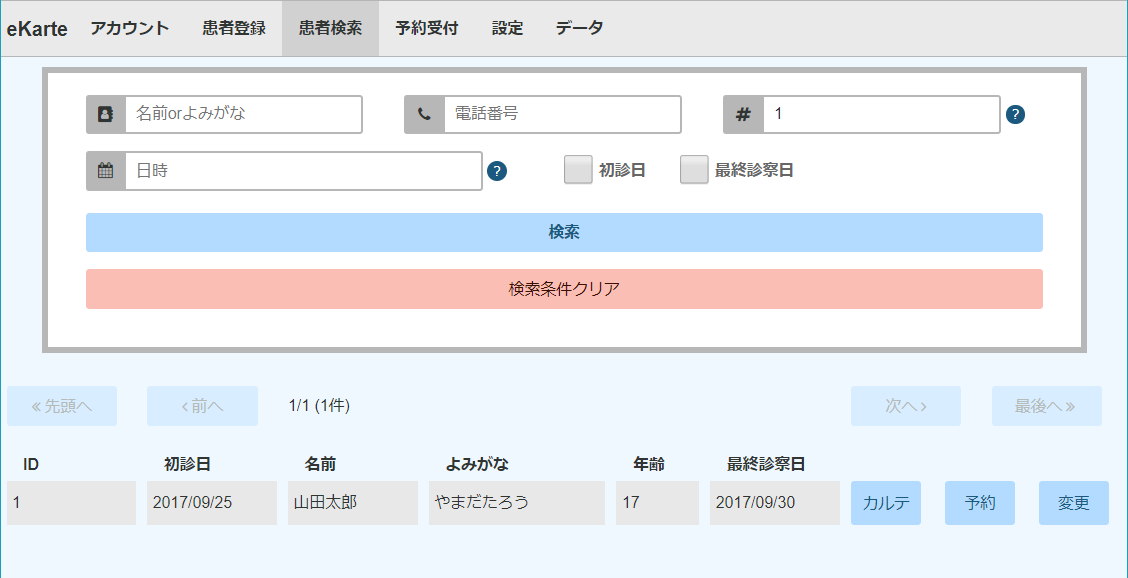 eKarte アカウント 患者登録 患者検索 予約受付 設定 データ
名前orよみがな 電話番号 # 1 ?
日時 ? 初診日 最終診察日
検索
検索条件クリア
«先頭へ ‹前へ 1/1 (1件) 次へ› 最後へ»
ID 初診日 名前 よみがな 年齢 最終診察日
1 2017/09/25 山田太郎 やまだたろう 17 2017/09/30 カルテ 予約 変更